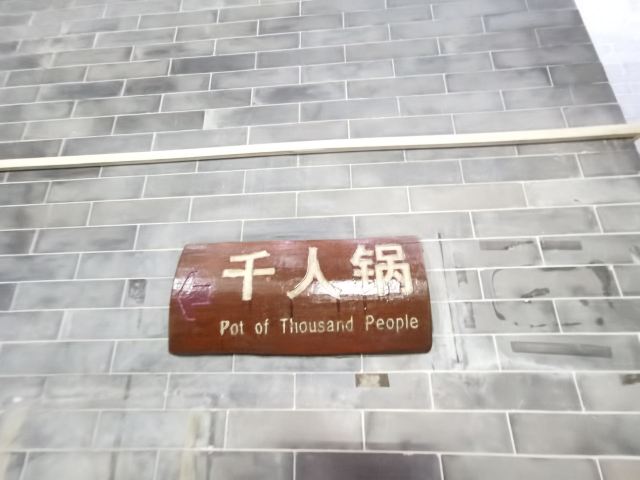 千人锅
Pot of Thousand People